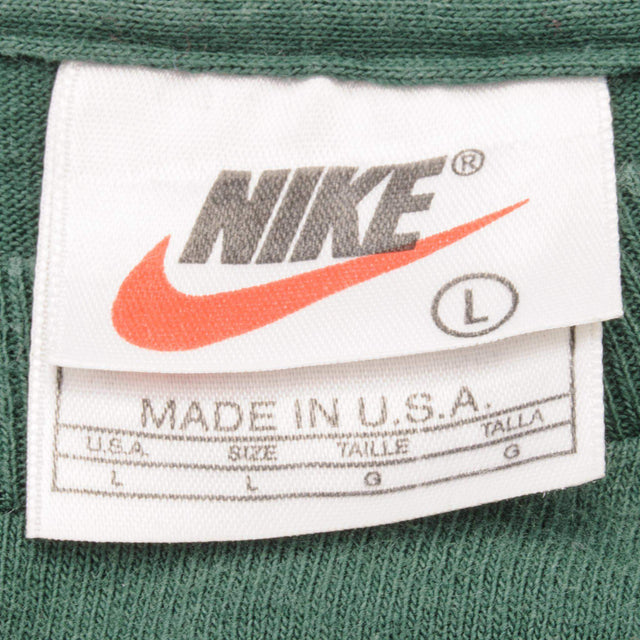 NIKE®
L
MADE IN U.S.A.
U.S.A. SIZE TAILLE TALLA
L L G G